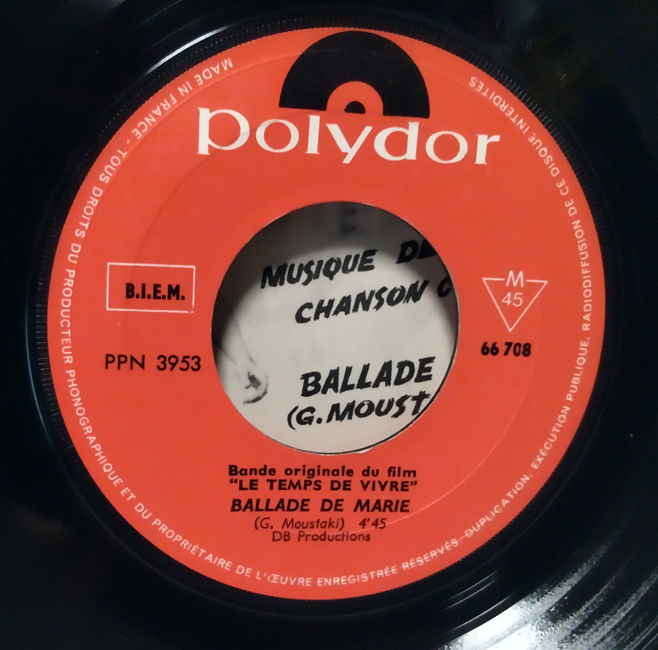 polydor
MADE IN FRANCE - TOUS DROITS DU PRODUCTEUR PHONOGRAPHIQUE ET DU PROPRIÉTAIRE DE L'ŒUVRE ENREGISTRÉE RÉSERVÉS - DUPLICATION, EXÉCUTION PUBLIQUE, RADIODIFFUSION DE CE DISQUE INTERDITES
B.I.E.M.
PPN 3953
MUSIQUE
CHANSON
BALLADE
(G. MOUST
M
45
66 708
Bande originale du film
"LE TEMPS DE VIVRE"
BALLADE DE MARIE
(G. Moustaki) 4'45
DB Productions